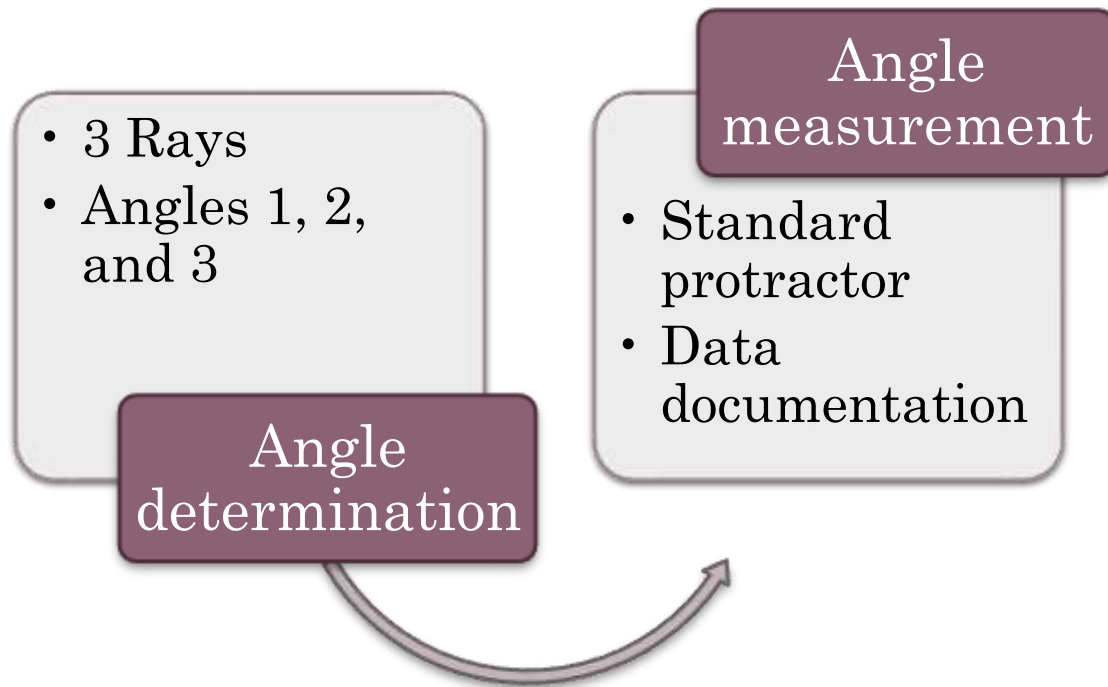 • 3 Rays
• Angles 1, 2,
and 3
Angle
determination
Angle
measurement
• Standard
protractor
• Data
documentation